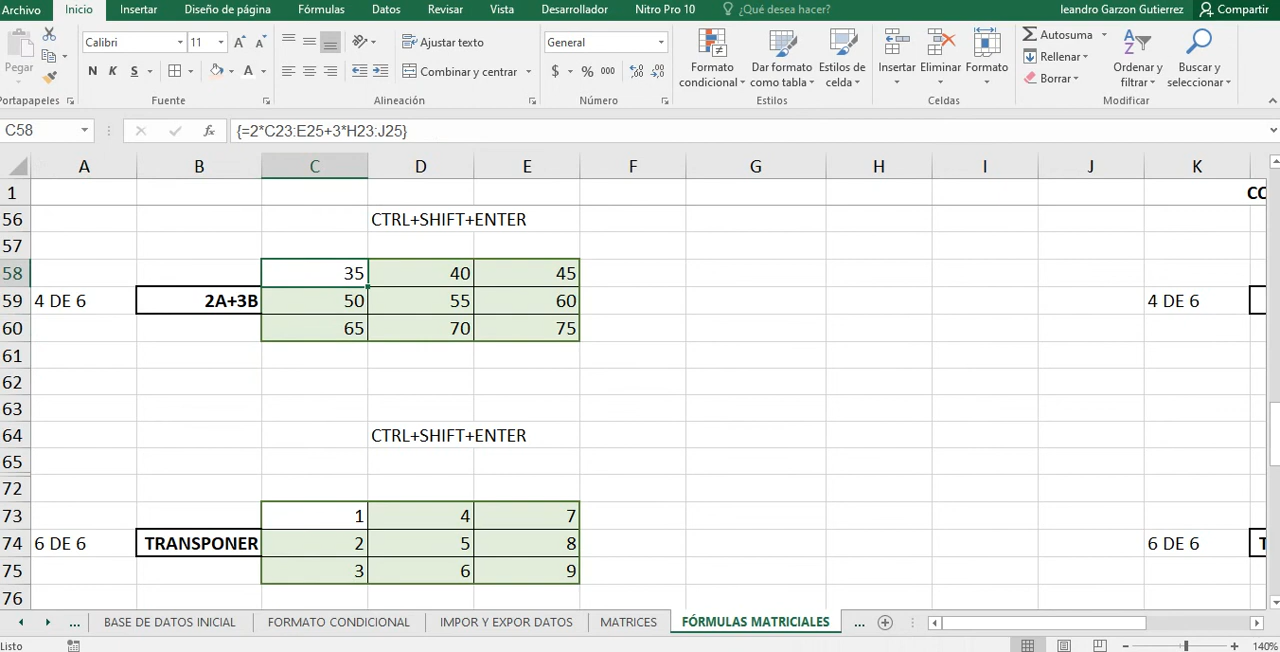 Archivo Inicio Insertar Diseño de página Fórmulas Datos Revisar Vista Desarrollador Nitro Pro 10 ¿Qué desea hacer? leandro Garzon Gutierrez Compartir
Pegar
Calibri 11
N K S A
Ajustar texto
Combinar y centrar
General
$ % 000
Formato condicional
Dar formato como tabla
Estilos de celda
Insertar Eliminar Formato
Autosuma
Rellenar
Borrar
Ordenar y filtrar
Buscar y seleccionar
Portapapeles Fuente Alineación Número Estilos Celdas Modificar
C58 fx {=2*C23:E25+3*H23:J25}
A B C D E F G H I J K
1 CO
56 CTRL+SHIFT+ENTER
57
58 35 40 45
59 4 DE 6 2A+3B 50 55 60 4 DE 6
60 65 70 75
61
62
63
64 CTRL+SHIFT+ENTER
65
72
73 1 4 7
74 6 DE 6 TRANSPONER 2 5 8 6 DE 6 T
75 3 6 9
76
... BASE DE DATOS INICIAL FORMATO CONDICIONAL IMPOR Y EXPOR DATOS MATRICES FÓRMULAS MATRICIALES ...
Listo 140%